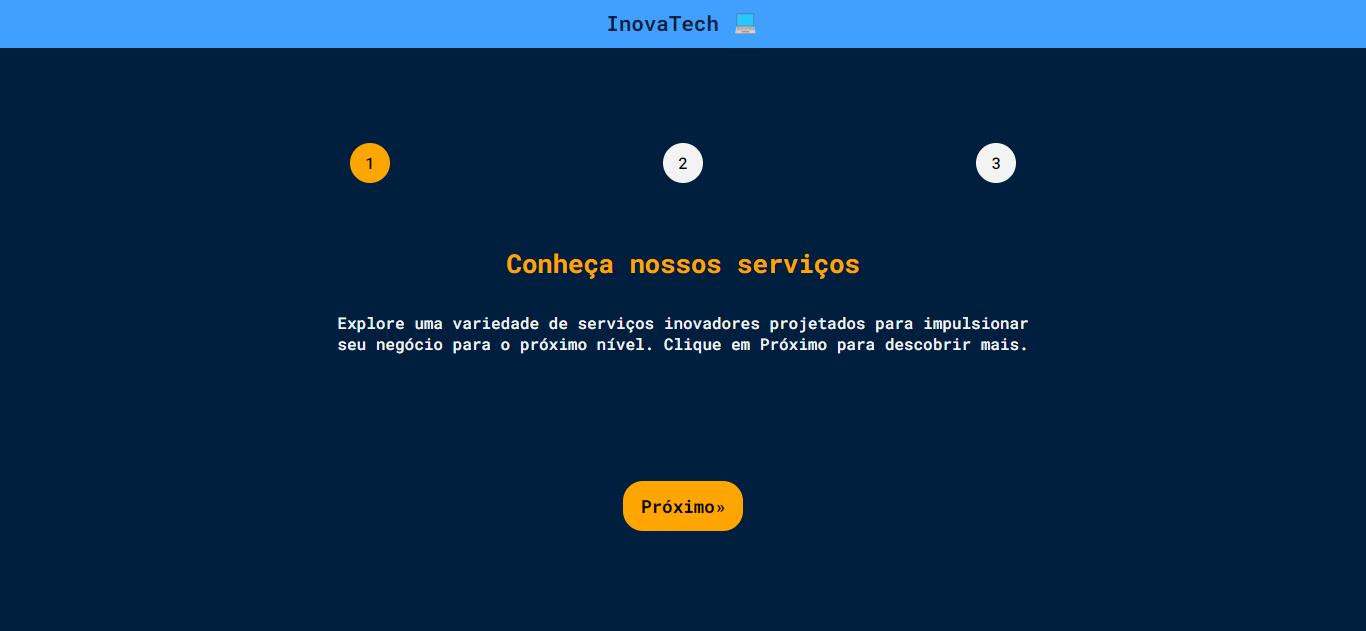 InovaTech 💻
1 2 3
Conheça nossos serviços
Explore uma variedade de serviços inovadores projetados para impulsionar
seu negócio para o próximo nível. Clique em Próximo para descobrir mais.
Próximo»